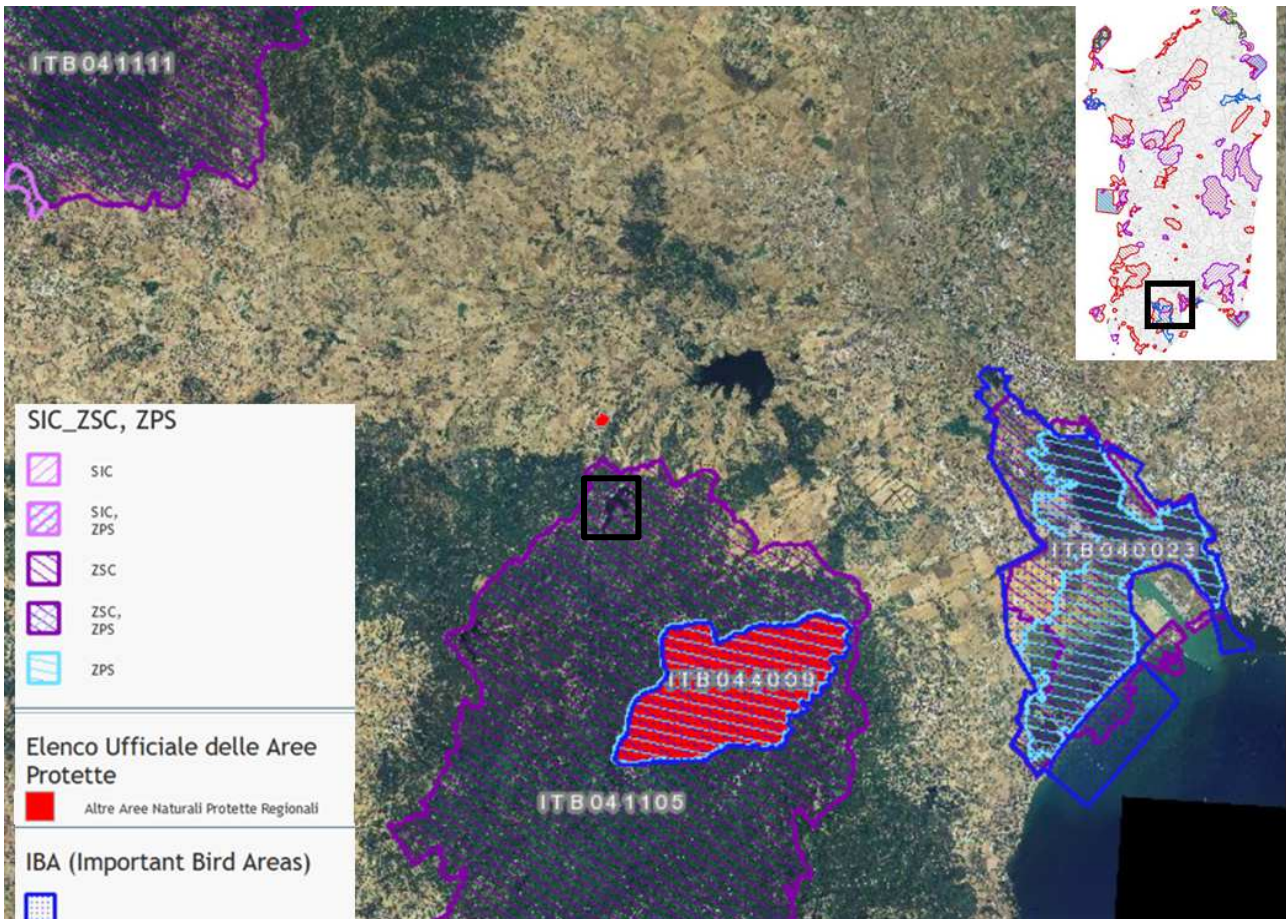 ITB041111
SIC_ZSC, ZPS
SIC
SIC,
ZPS
ZSC
ZSC,
ZPS
ZPS
Elenco Ufficiale delle Aree
Protette
Altre Aree Naturali Protette Regionali
IBA (Important Bird Areas)
ITB040023
ITB044009
ITB041105